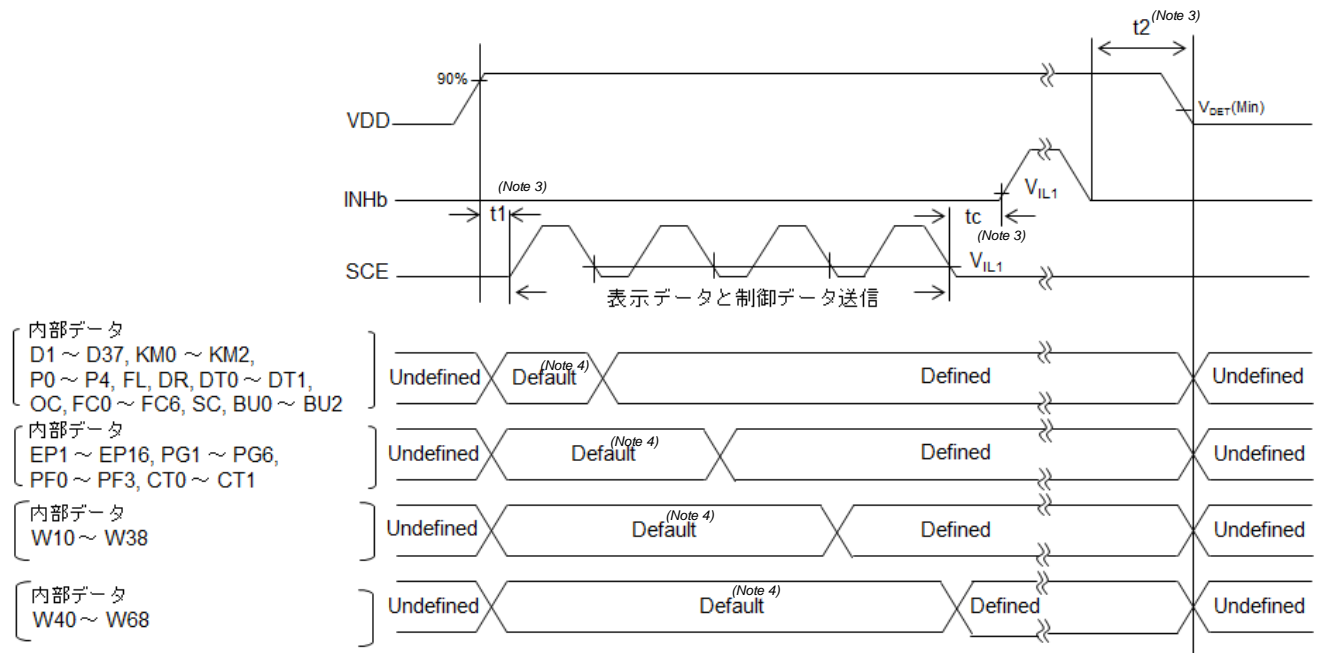 t2(Note 3)
90%
VDD
VDET(Min)
(Note 3)
INHb
t1
VIL1
tc
(Note 3)
SCE
VIL1
表示データと制御データ送信
内部データ
D1 ～ D37, KM0 ～ KM2,
P0 ～ P4, FL, DR, DT0 ～ DT1,
OC, FC0 ～ FC6, SC, BU0 ～ BU2
Undefined Default(Note 4) Defined Undefined
内部データ
EP1 ～ EP16, PG1 ～ PG6,
PF0 ～ PF3, CT0 ～ CT1
Undefined Default(Note 4) Defined Undefined
内部データ
W10 ～ W38
Undefined Default(Note 4) Defined Undefined
内部データ
W40 ～ W68
Undefined Default(Note 4) Defined Undefined